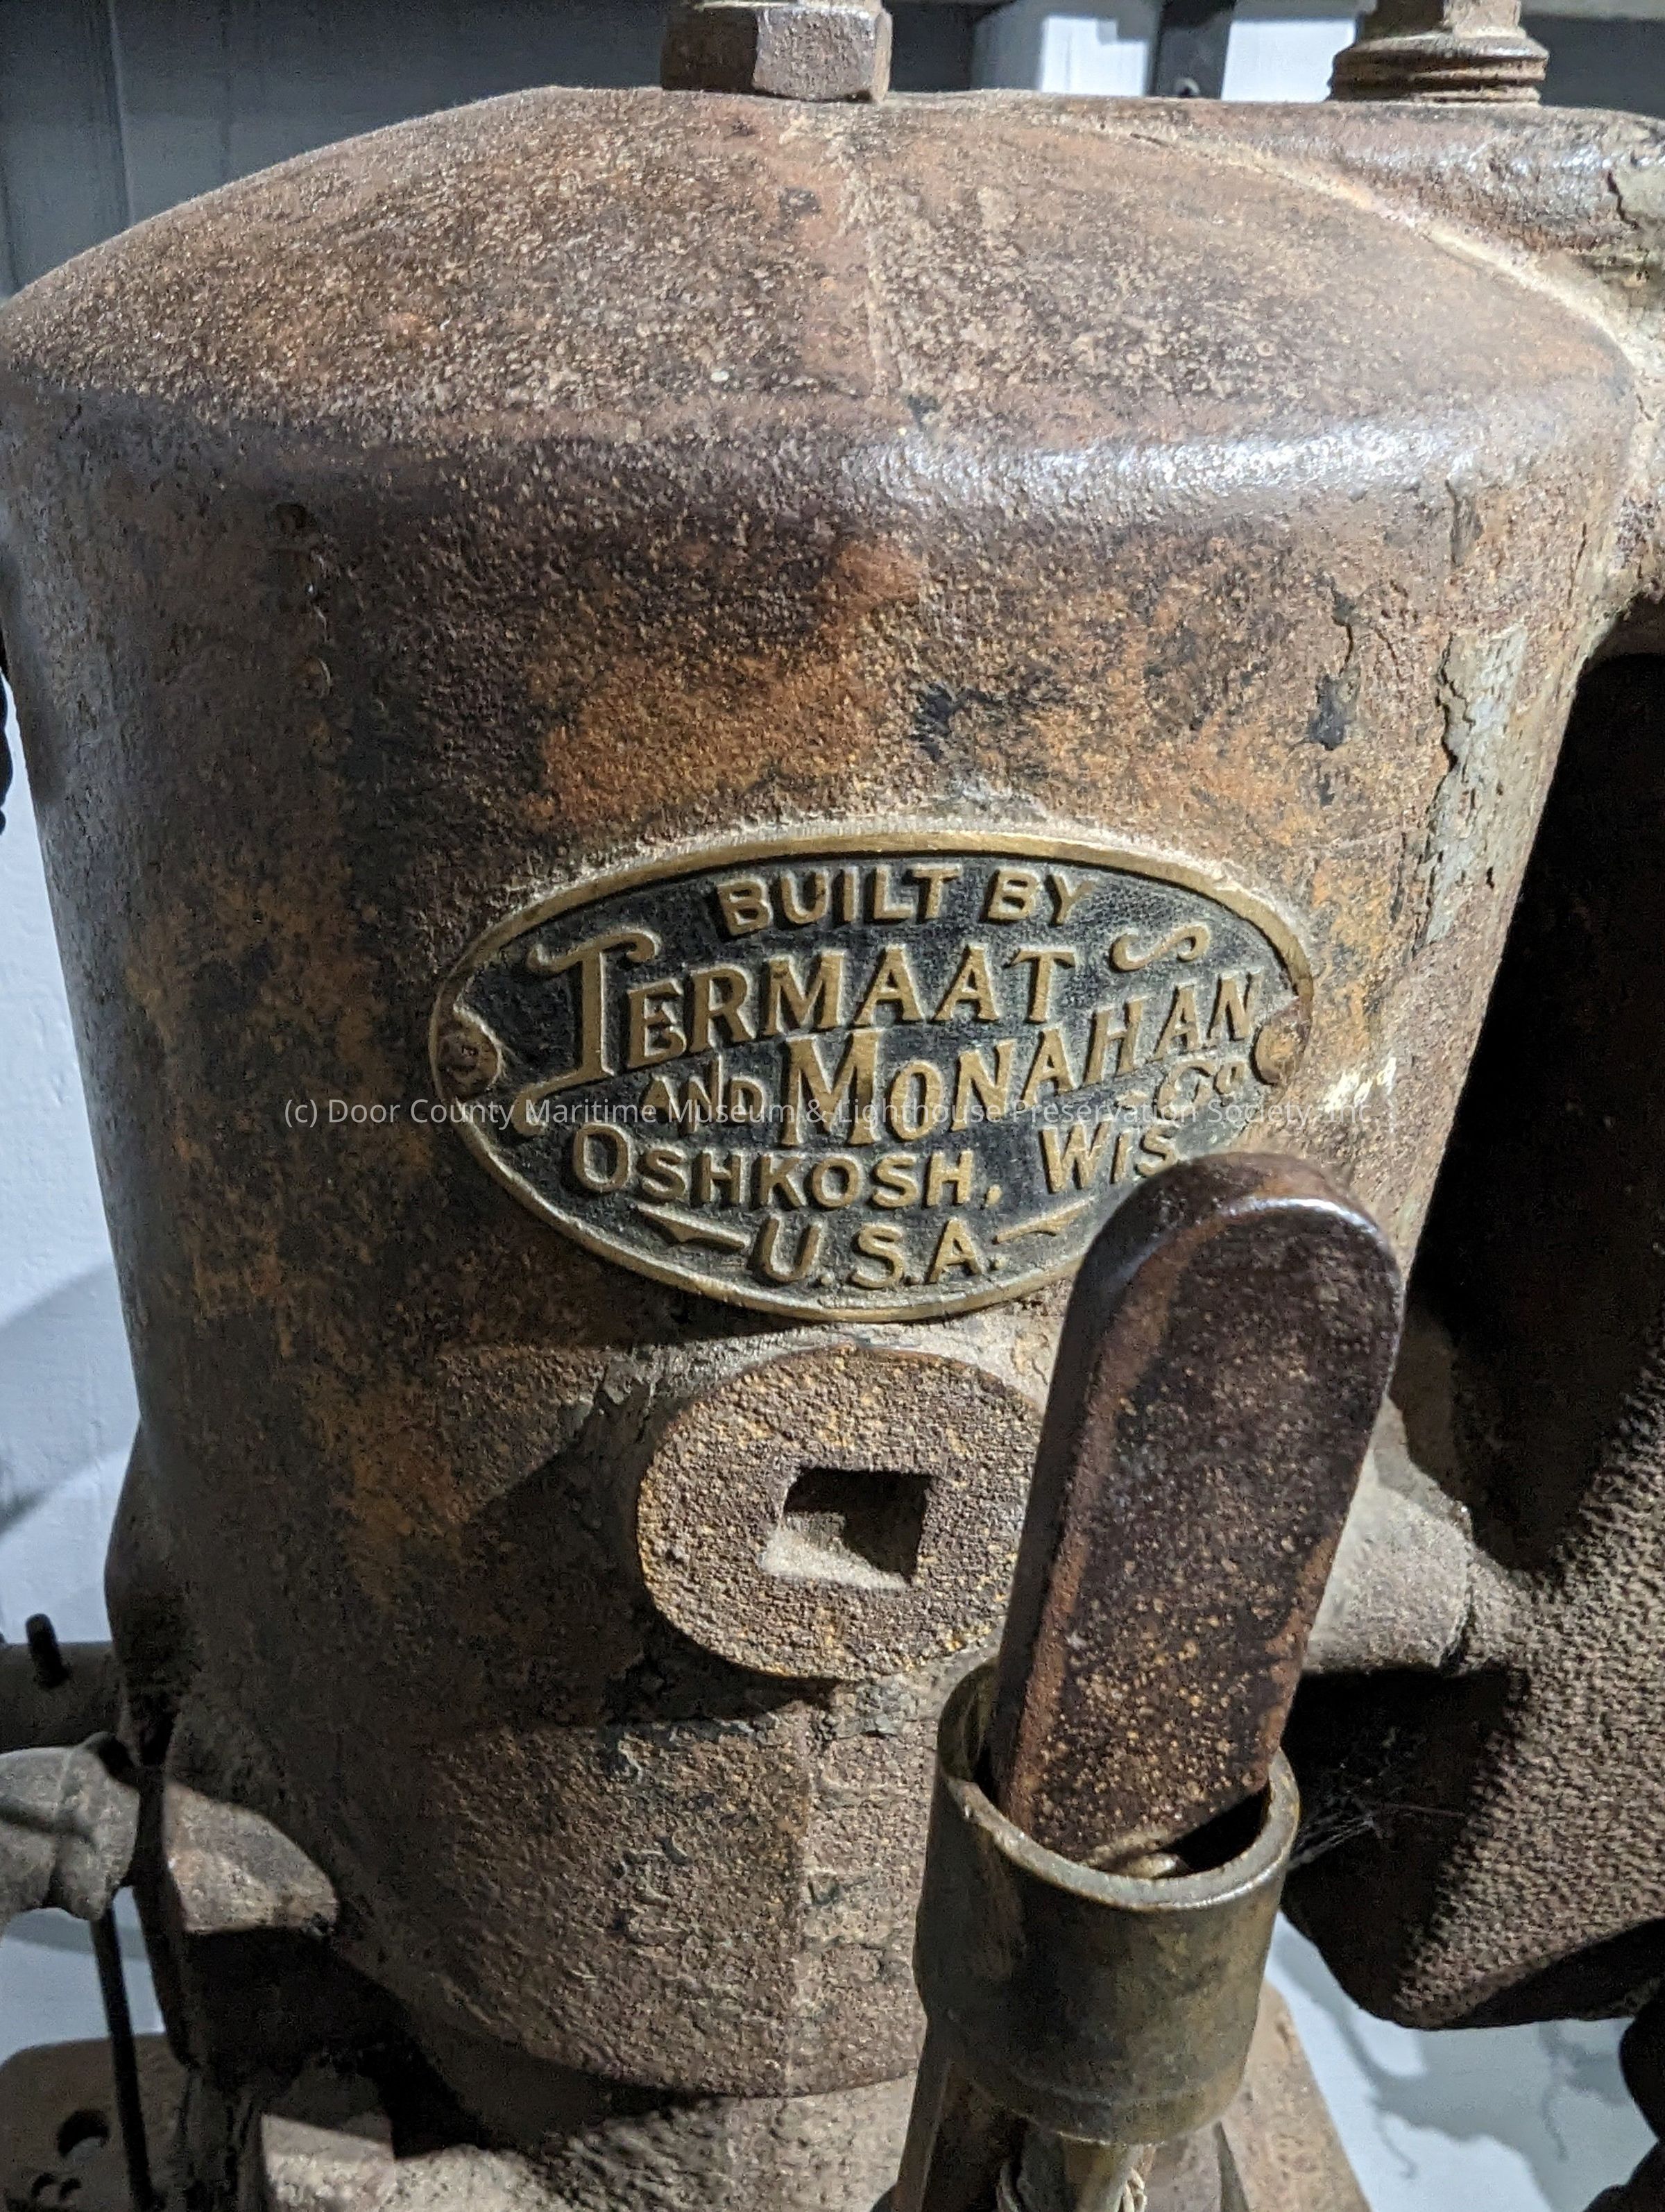 BUILT BY
TERMAAT
AND MONAHAN
Co
OSHKOSH, WIS
U.S.A.
(c) Door County Maritime Museum & Lighthouse Preservation Society, Inc